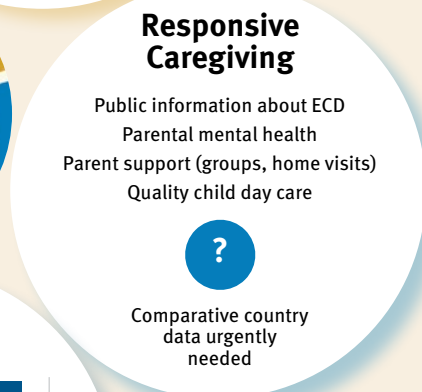 Responsive
Caregiving
Public information about ECD
Parental mental health
Parent support (groups, home visits)
Quality child day care
?
Comparative country
data urgently
needed